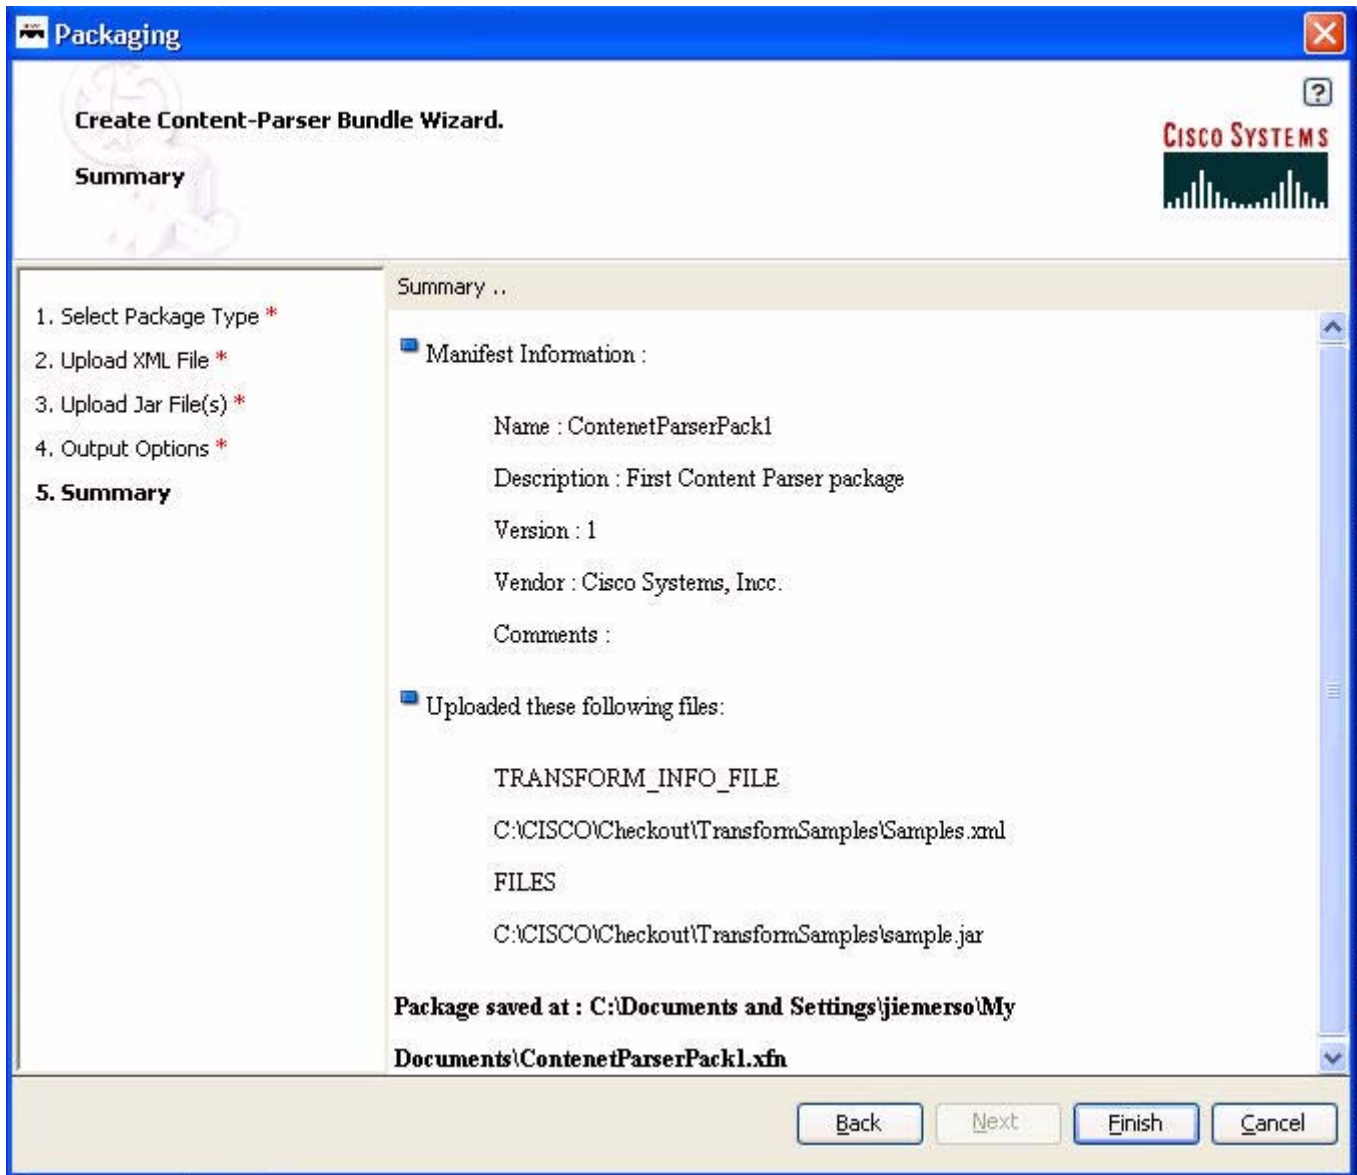 Packaging
?
Create Content-Parser Bundle Wizard.
Summary
CISCO SYSTEMS
1. Select Package Type *
2. Upload XML File *
3. Upload Jar File(s) *
4. Output Options *
5. Summary
Summary ..
Manifest Information :
Name : ContenetParserPack1
Description : First Content Parser package
Version : 1
Vendor : Cisco Systems, Incc.
Comments :
Uploaded these following files:
TRANSFORM_INFO_FILE
C:\CISCO\Checkout\TransformSamples\Samples.xml
FILES
C:\CISCO\Checkout\TransformSamples\sample.jar
Package saved at : C:\Documents and Settings\jiemerso\My
Documents\ContenetParserPack1.xfn
Back
Next
Finish
Cancel